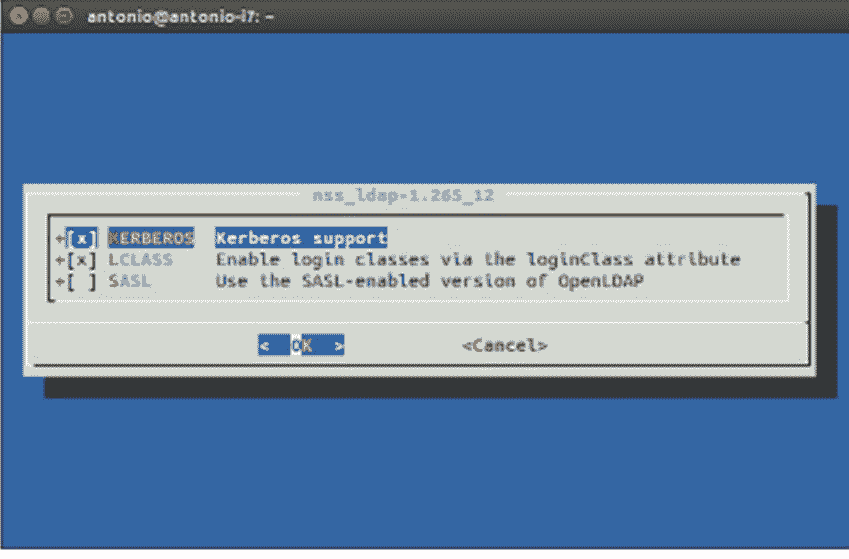 antonio@antonio-i7: ~
nss_ldap-1.265_12
+[x] KERBEROS Kerberos support
+[x] LCLASS Enable login classes via the loginClass attribute
+[ ] SASL Use the SASL-enabled version of OpenLDAP
< OK > <Cancel>